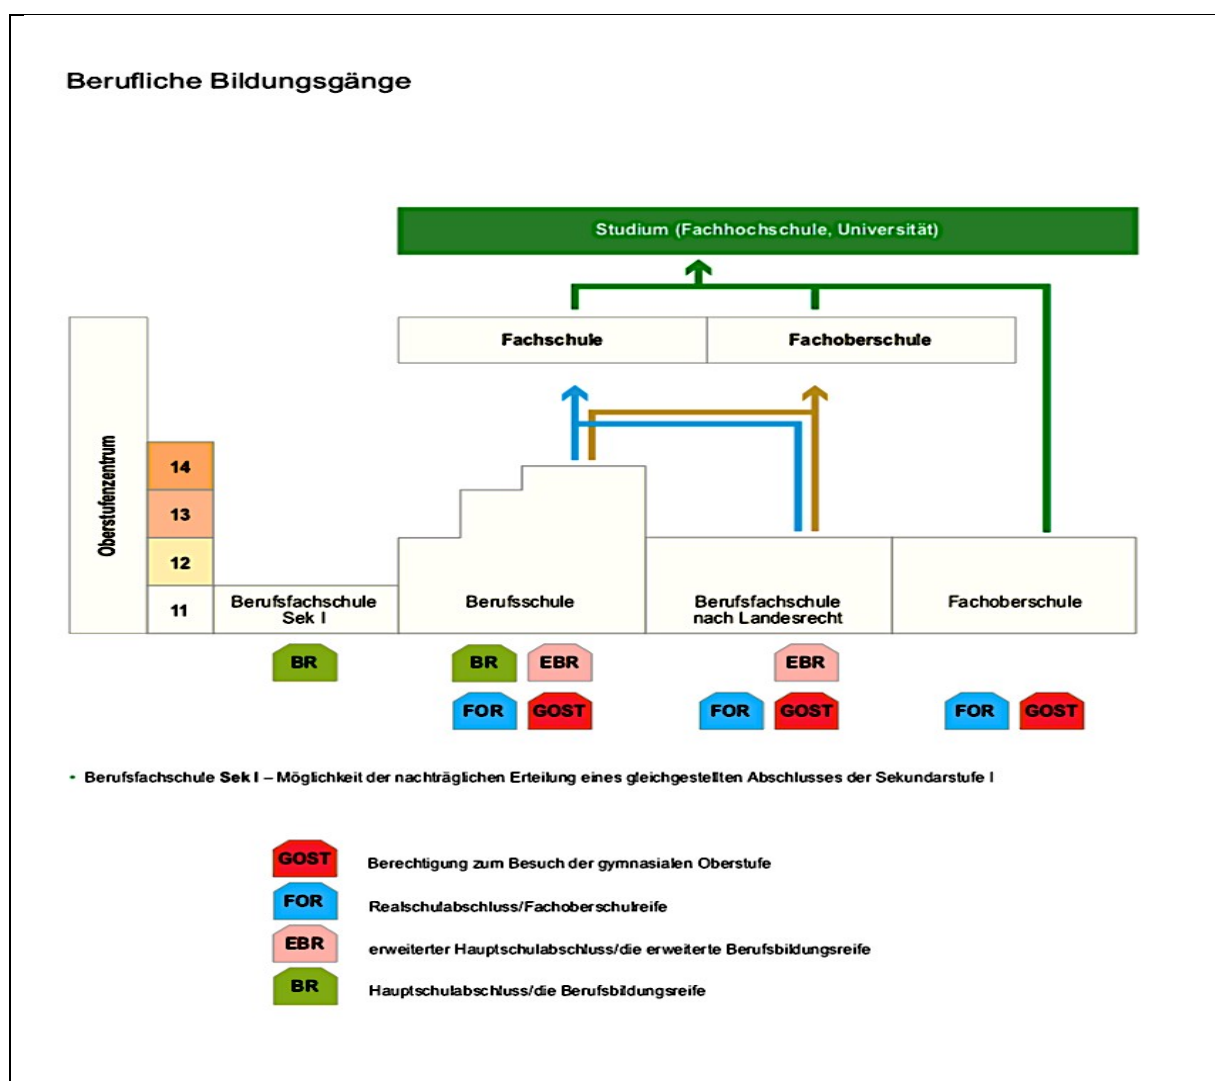 Berufliche Bildungsgänge
Studium (Fachhochschule, Universität)
Fachschule
Fachoberschule
Oberstufenzentrum
14
13
12
11
Berufsfachschule
Sek I
Berufsschule
Berufsfachschule
nach Landesrecht
Fachoberschule
BR
BR
EBR
EBR
FOR
GOST
FOR
GOST
FOR
GOST
• Berufsfachschule Sek I – Möglichkeit der nachträglichen Erteilung eines gleichgestellten Abschlusses der Sekundarstufe I
GOST Berechtigung zum Besuch der gymnasialen Oberstufe
FOR Realschulabschluss/Fachoberschulreife
EBR erweiterter Hauptschulabschluss/die erweiterte Berufsbildungsreife
BR Hauptschulabschluss/die Berufsbildungsreife